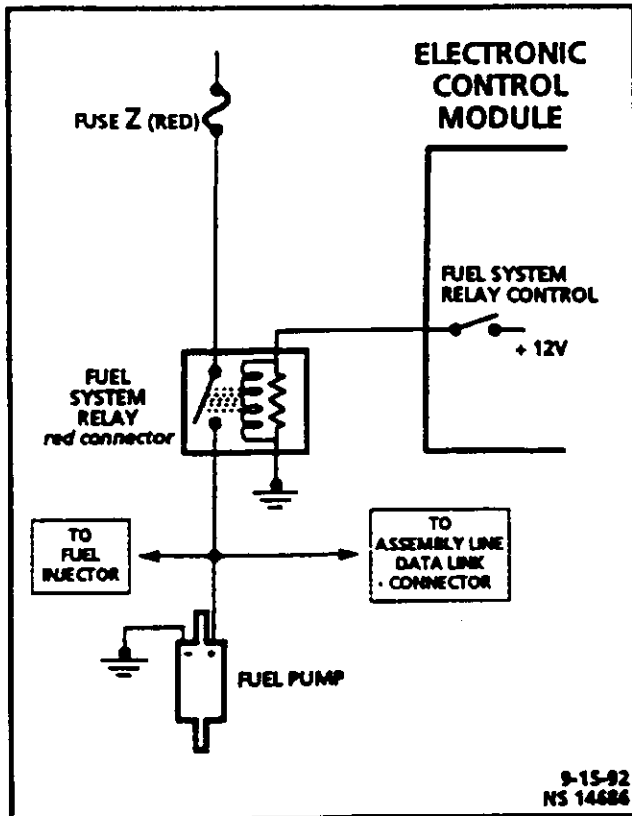 ELECTRONIC
CONTROL
MODULE
FUSE Z (RED)
FUEL SYSTEM
RELAY CONTROL
+ 12V
FUEL
SYSTEM
RELAY
red connector
TO
FUEL
INJECTOR
TO
ASSEMBLY LINE
DATA LINK
CONNECTOR
- +
FUEL PUMP
9-15-92
NS 14686